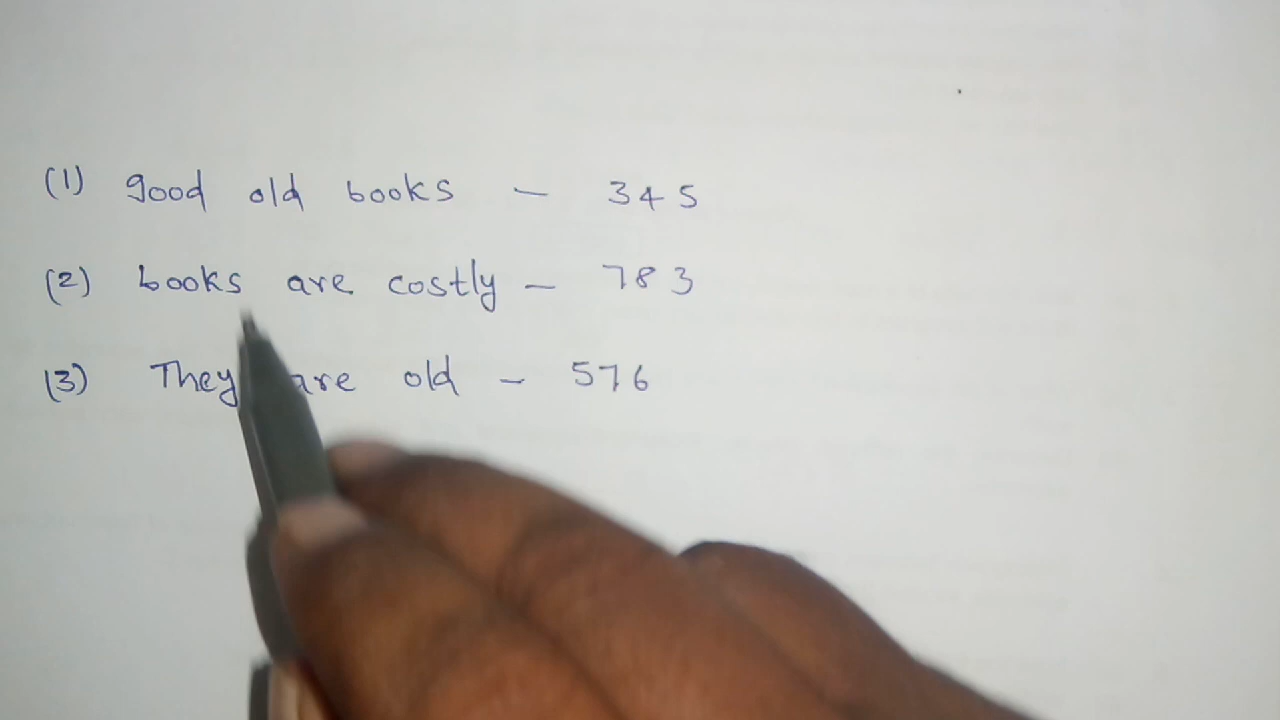 (1) good old books - 345
(2) books are costly - 783
(3) They are old - 576